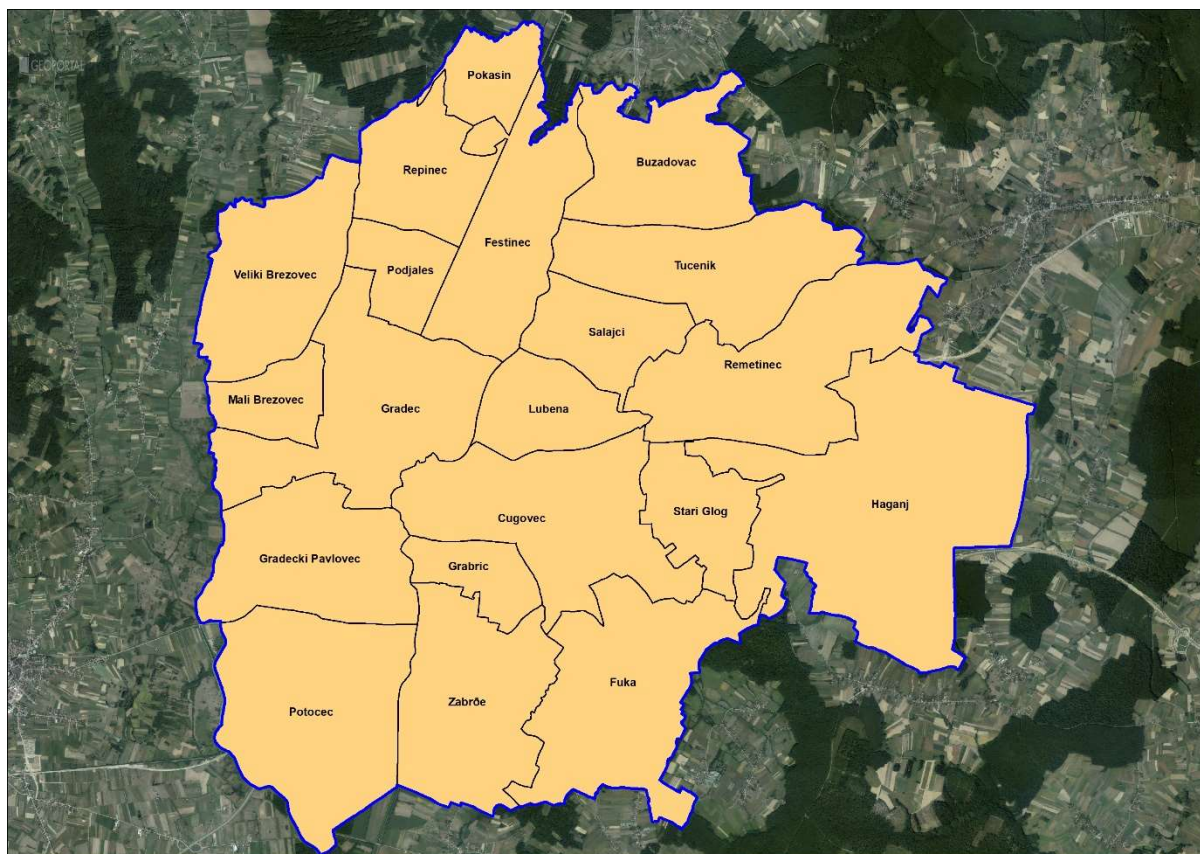 GEOPORTAL
Pokasin
Buzadovac
Repinec
Festinec
Tucenik
Podjales
Veliki Brezovec
Salajci
Remetinec
Mali Brezovec
Gradec
Lubena
Haganj
Stari Glog
Cugovec
Gradecki Pavlovec
Grabric
Fuka
Zabrđe
Potocec